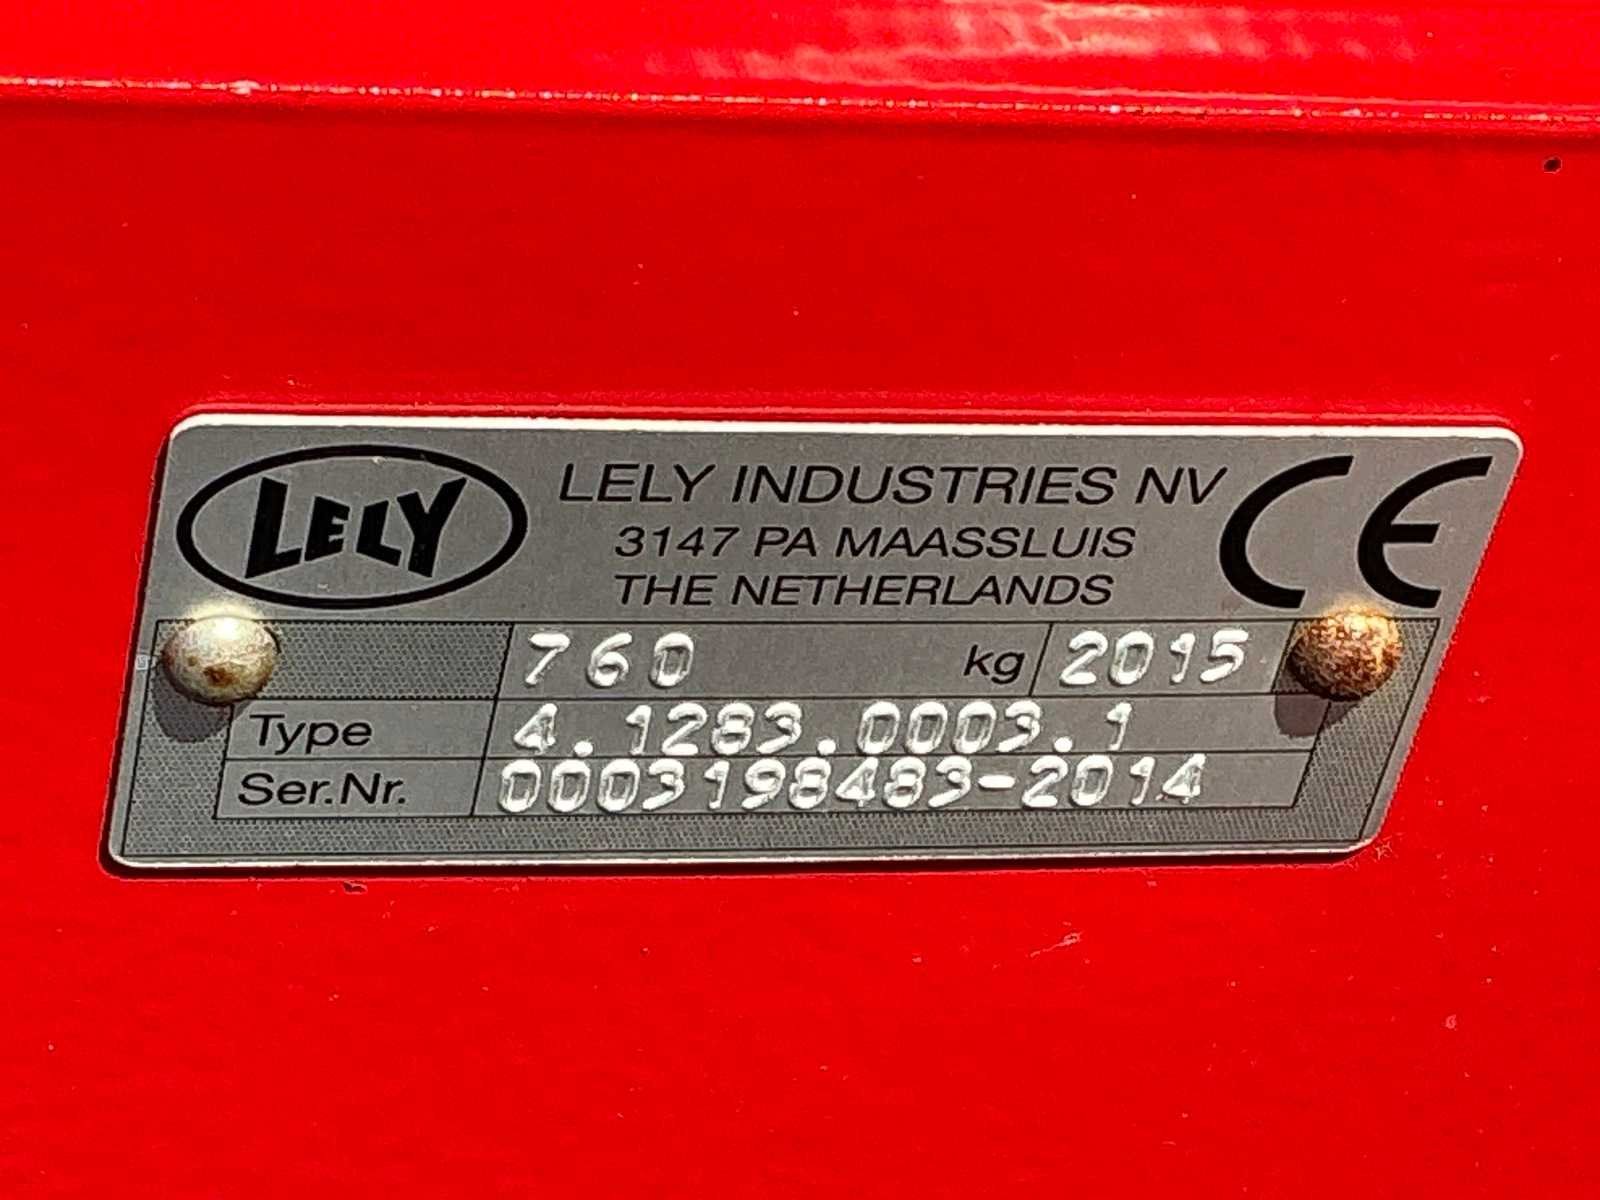 LELY
LELY INDUSTRIES NV
3147 PA MAASSLUIS
THE NETHERLANDS
CE
760 kg 2015
Type 4.1283.0003.1
Ser.Nr. 0003198483-2014